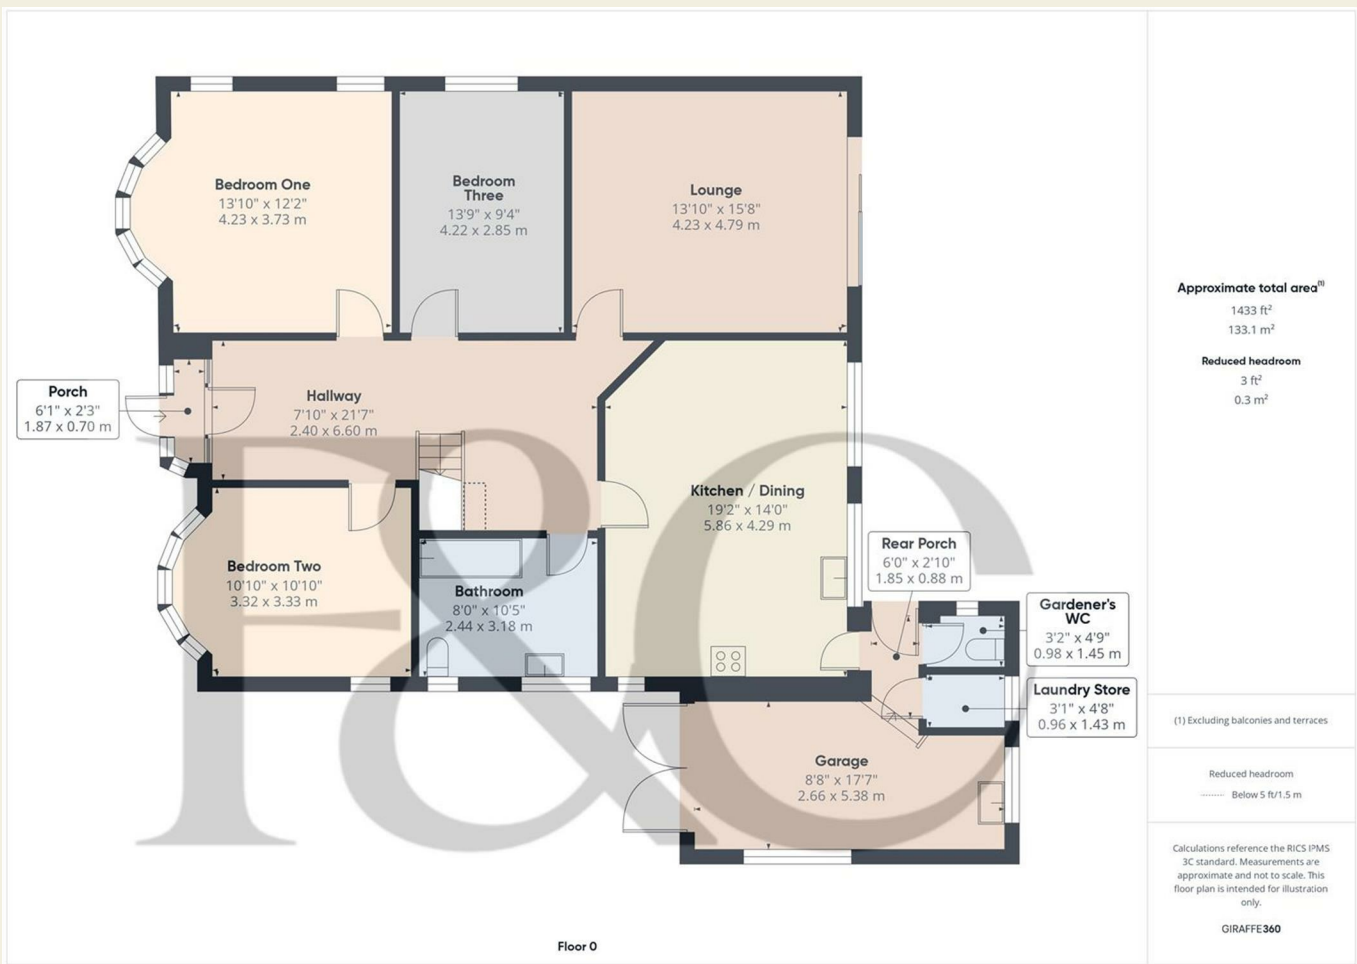 Bedroom One
13'10" x 12'2"
4.23 x 3.73 m
Bedroom
Three
13'9" x 9'4"
4.22 x 2.85 m
Lounge
13'10" x 15'8"
4.23 x 4.79 m
Porch
6'1" x 2'3"
1.87 x 0.70 m
Hallway
7'10" x 21'7"
2.40 x 6.60 m
Kitchen / Dining
19'2" x 14'0"
5.86 x 4.29 m
Bedroom Two
10'10" x 10'10"
3.32 x 3.33 m
Bathroom
8'0" x 10'5"
2.44 x 3.18 m
Rear Porch
6'0" x 2'10"
1.85 x 0.88 m
Gardener's
WC
3'2" x 4'9"
0.98 x 1.45 m
Laundry Store
3'1" x 4'8"
0.96 x 1.43 m
Garage
8'8" x 17'7"
2.66 x 5.38 m
F&C
Floor 0
Approximate total area(1)
1433 ft²
133.1 m²
Reduced headroom
3 ft²
0.3 m²
(1) Excluding balconies and terraces
Reduced headroom
Below 5 ft/1.5 m
Calculations reference the RICS IPMS
3C standard. Measurements are
approximate and not to scale. This
floor plan is intended for illustration
only.
GIRAFFE360